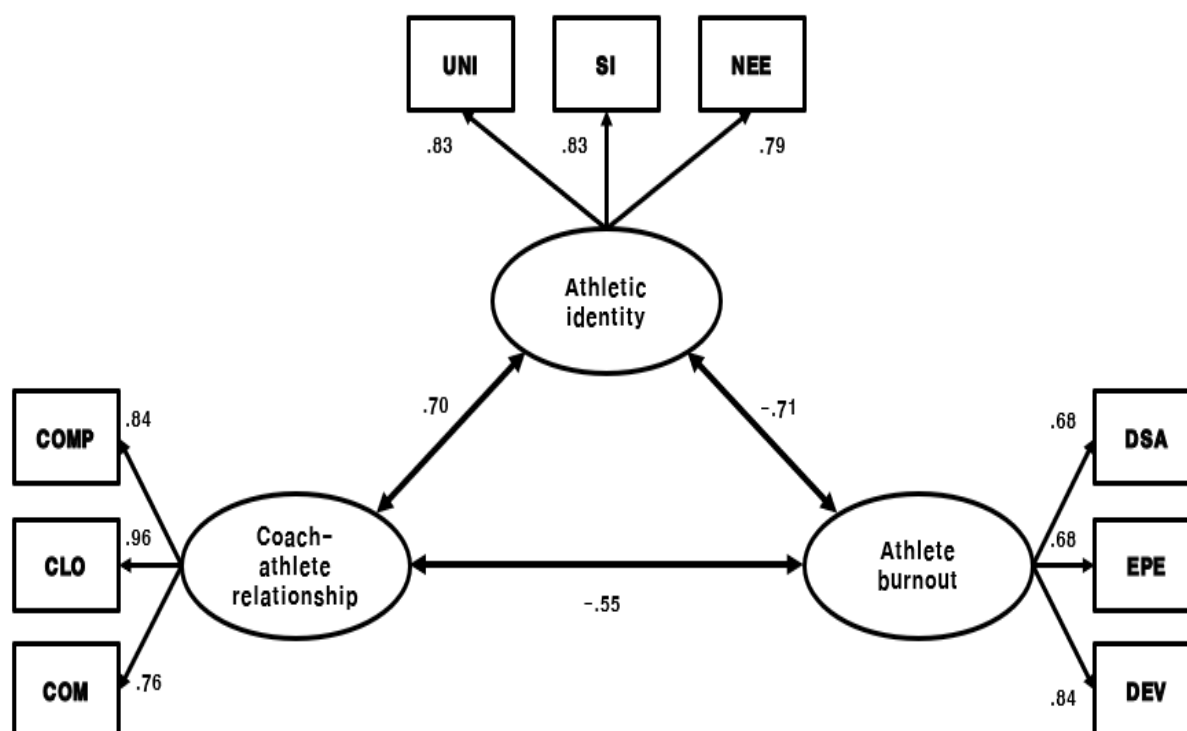 UNI
SI
NEE
.83
.83
.79
Athletic
identity
.70
-.71
COMP
.84
.68
DSA
CLO
.96
Coach-
athlete
relationship
Athlete
burnout
.68
EPE
-.55
COM
.76
.84
DEV